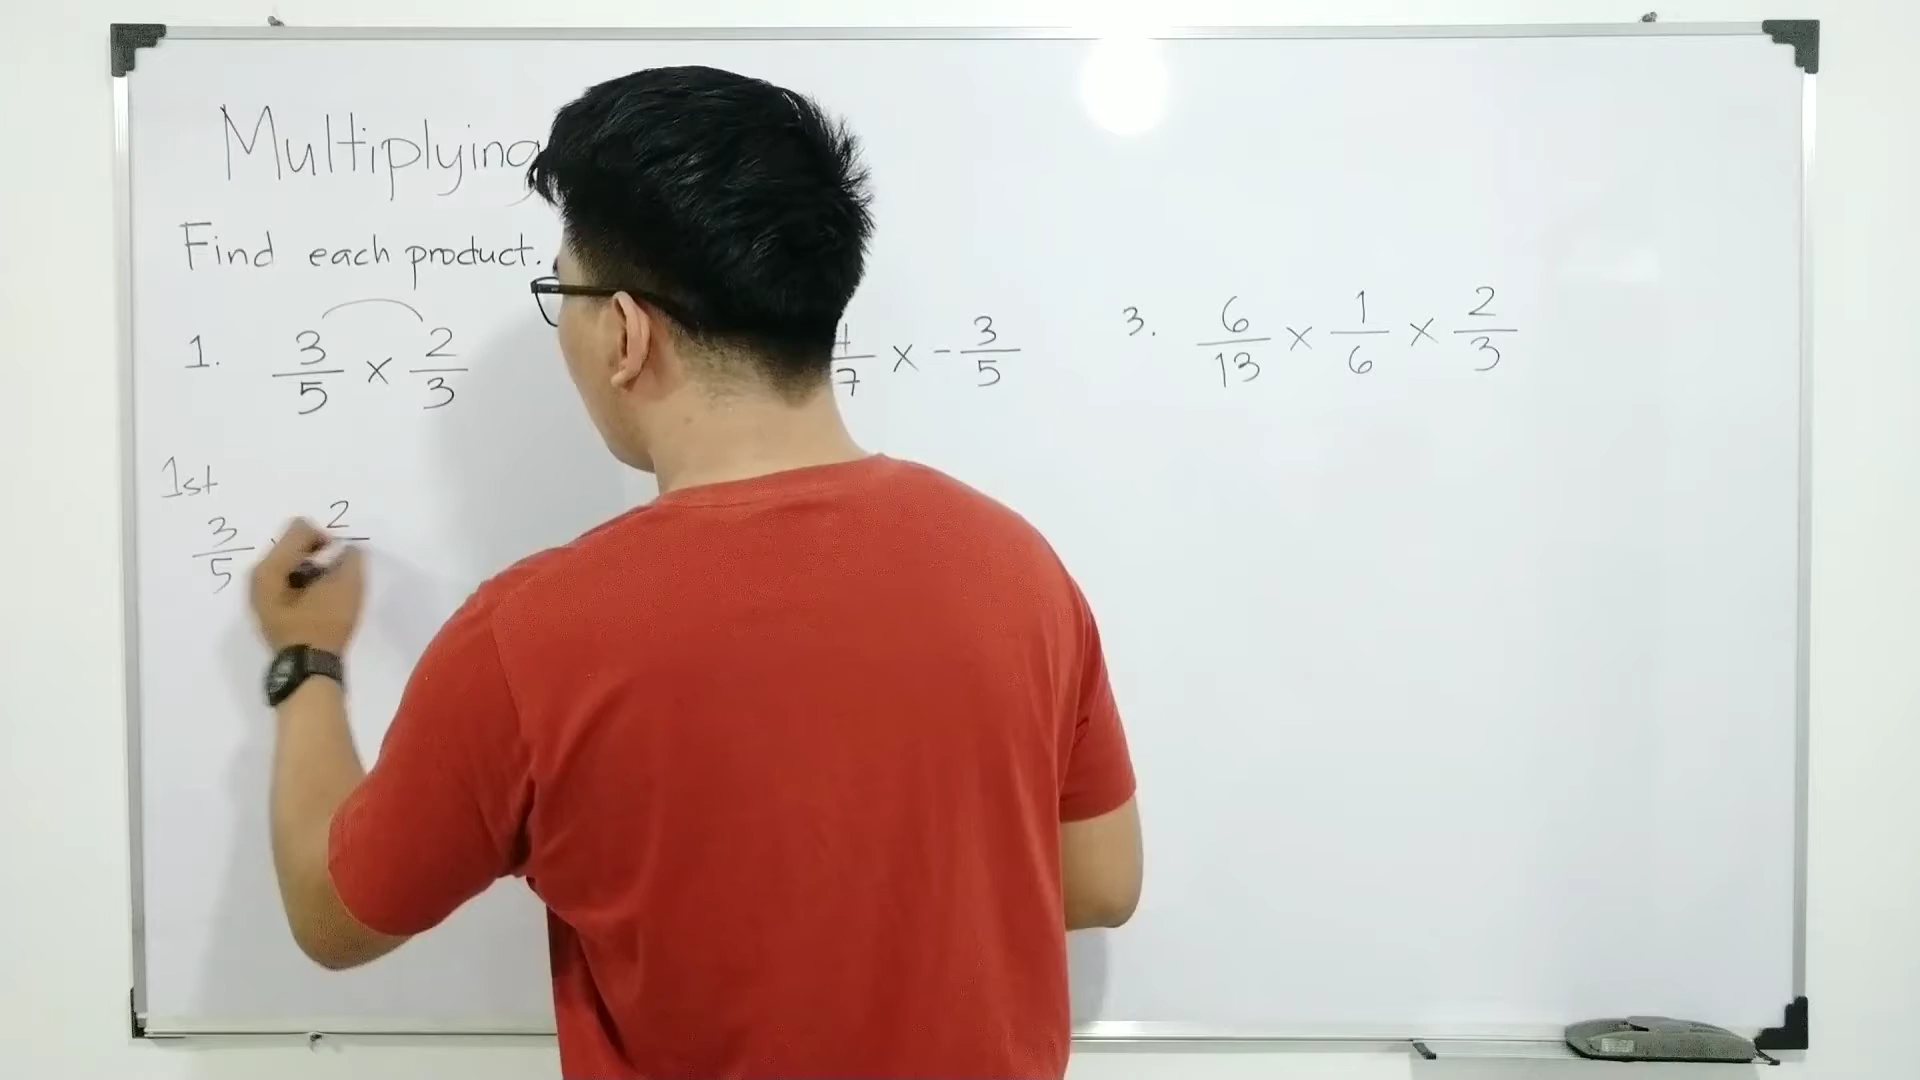 Multiplying
Find each product.
1. 3/5 x 2/3
7 x - 3/5
3. 6/13 x 1/6 x 2/3
1st
3/5 2